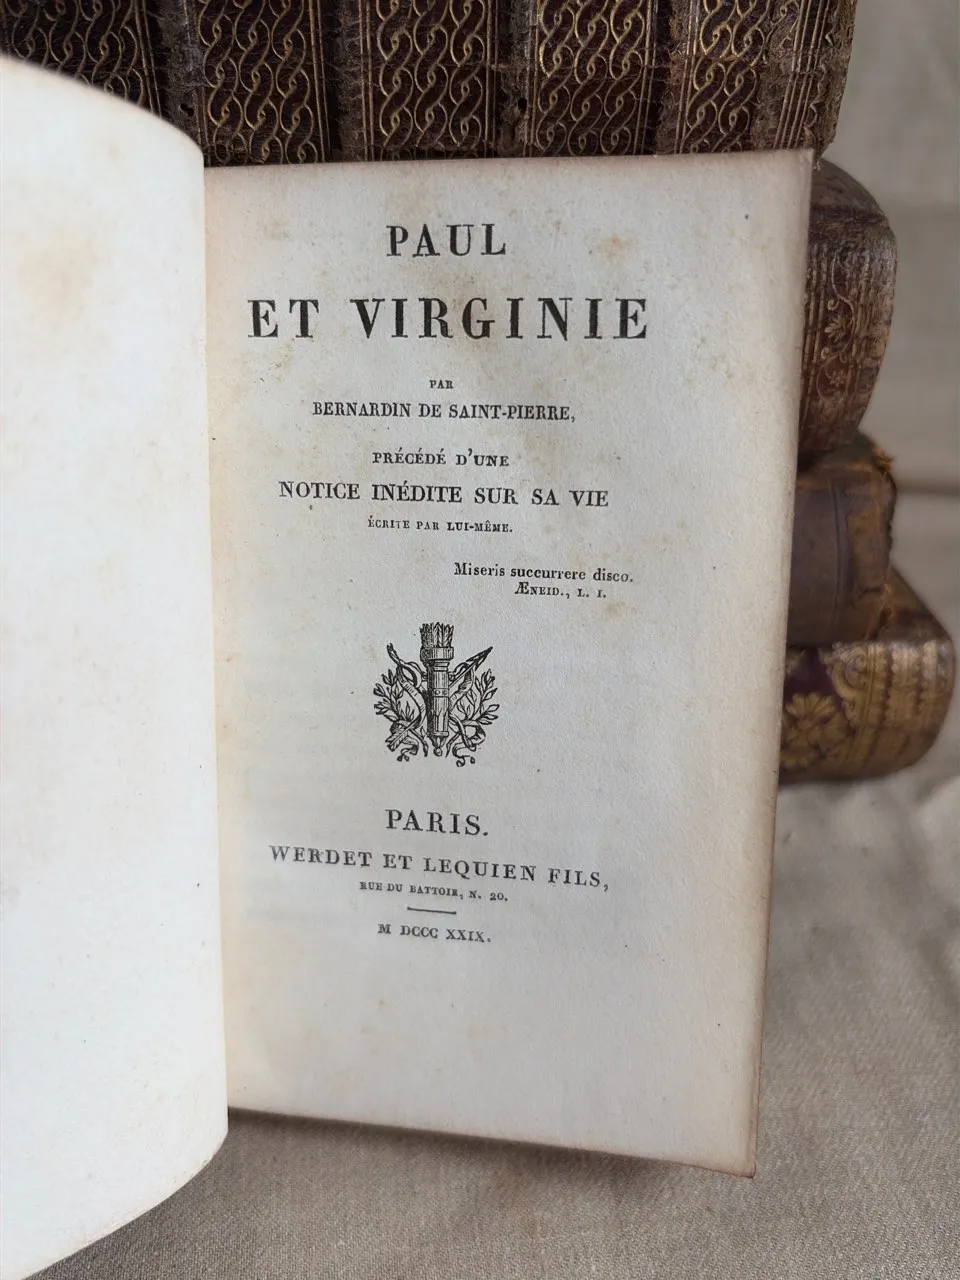 PAUL
ET VIRGINIE
PAR
BERNARDIN DE SAINT-PIERRE,
PRÉCÉDÉ D'UNE
NOTICE INÉDITE SUR SA VIE
ÉCRITE PAR LUI-MÊME.
Miseris succurrere disco.
ÆNEID., L. I.
PARIS.
WERDET ET LEQUIEN FILS,
RUE DU BATTOIR, N. 20.
M DCCC XXIX.